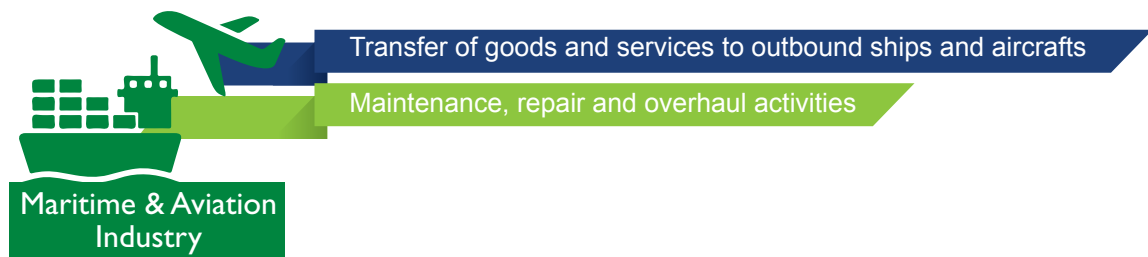 Transfer of goods and services to outbound ships and aircrafts
Maintenance, repair and overhaul activities
Maritime & Aviation
Industry